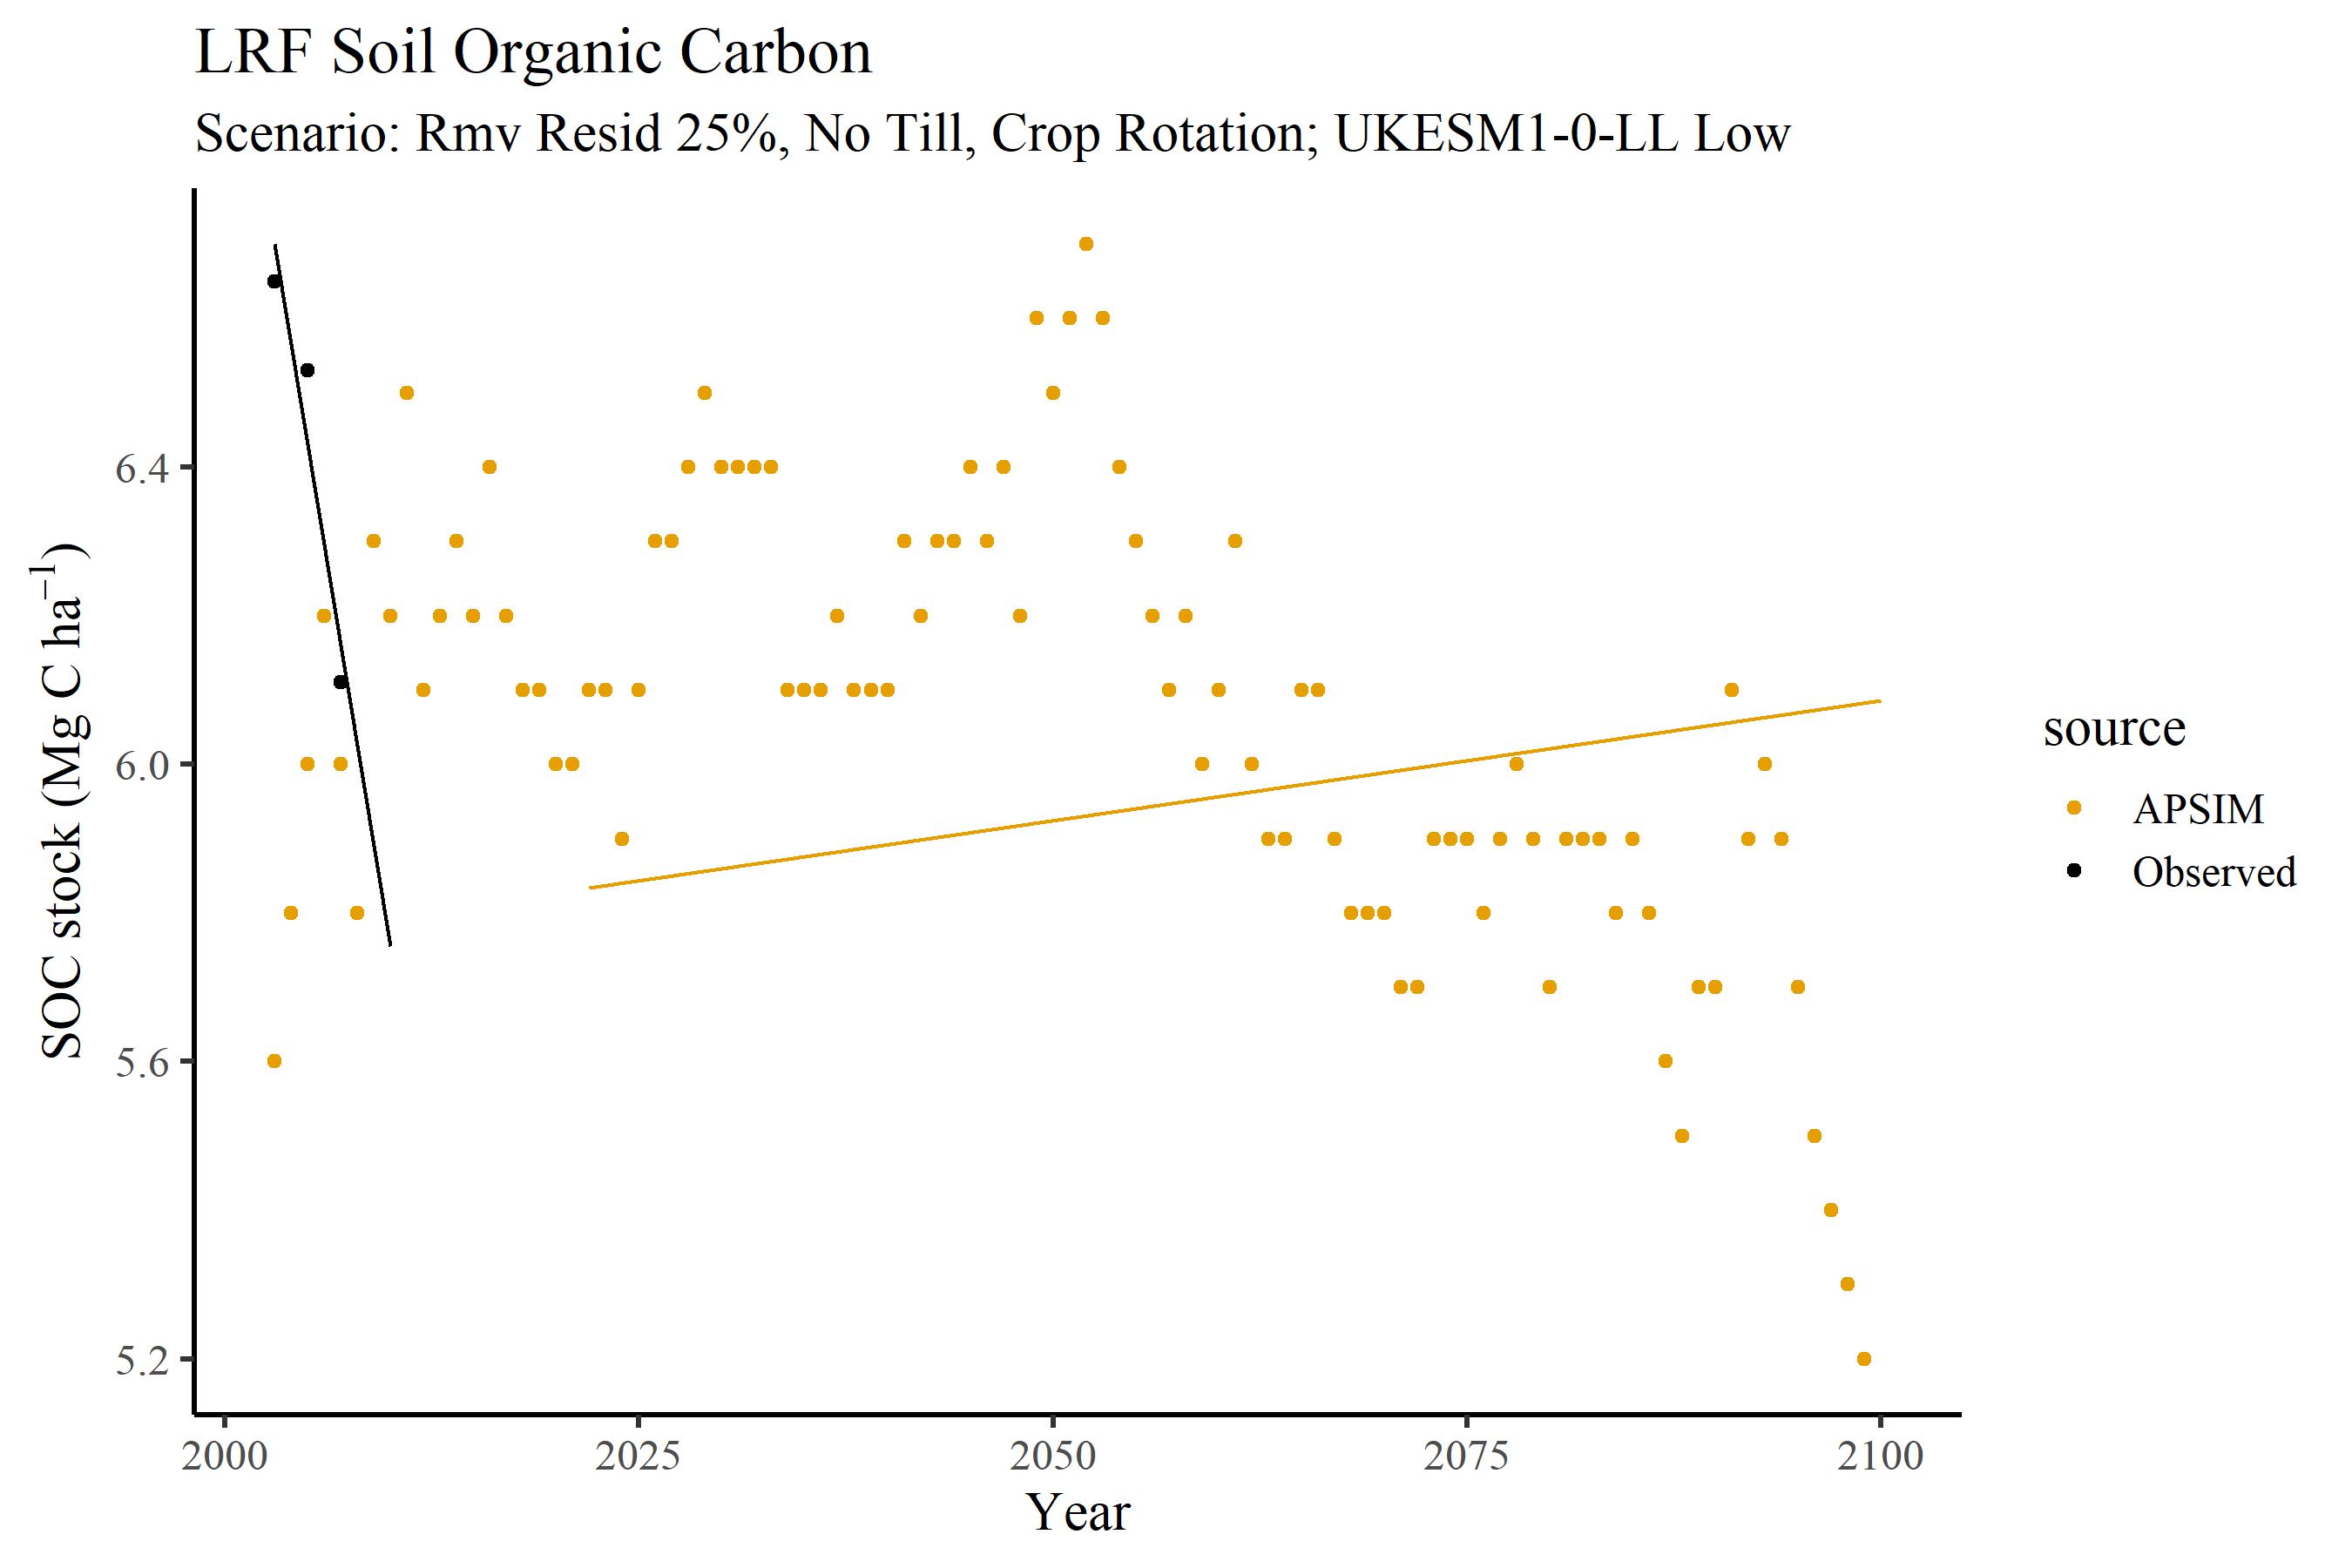 LRF Soil Organic Carbon
Scenario: Rmv Resid 25%, No Till, Crop Rotation; UKESM1-0-LL Low
SOC stock (Mg C ha⁻¹)
6.4
6.0
5.6
5.2
2000 2025 2050 2075 2100
Year
source
APSIM
Observed